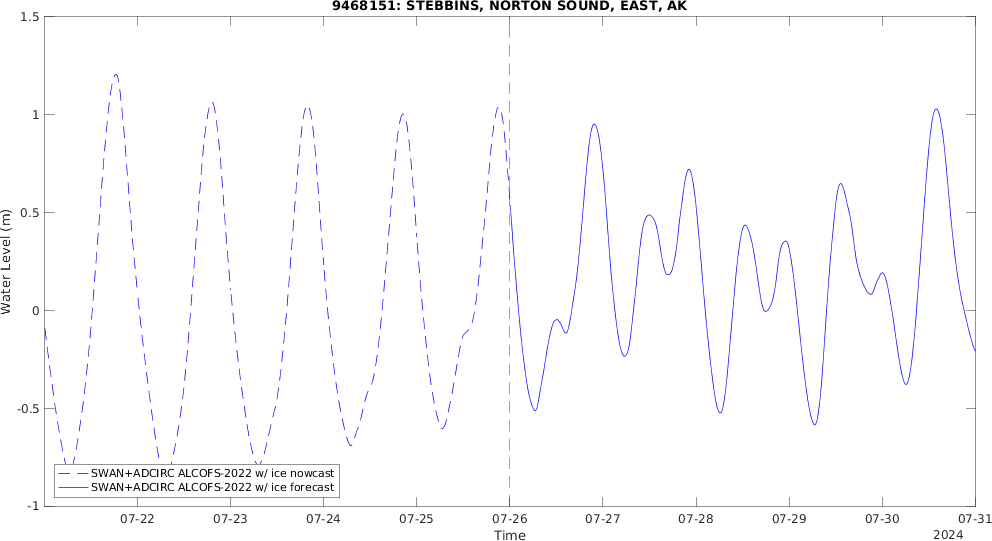 9468151: STEBBINS, NORTON SOUND, EAST, AK
Water Level (m)
1.5
1
0.5
0
-0.5
-1
SWAN+ADCIRC ALCOFS-2022 w/ ice nowcast
SWAN+ADCIRC ALCOFS-2022 w/ ice forecast
07-22 07-23 07-24 07-25 07-26 07-27 07-28 07-29 07-30 07-31
Time
2024